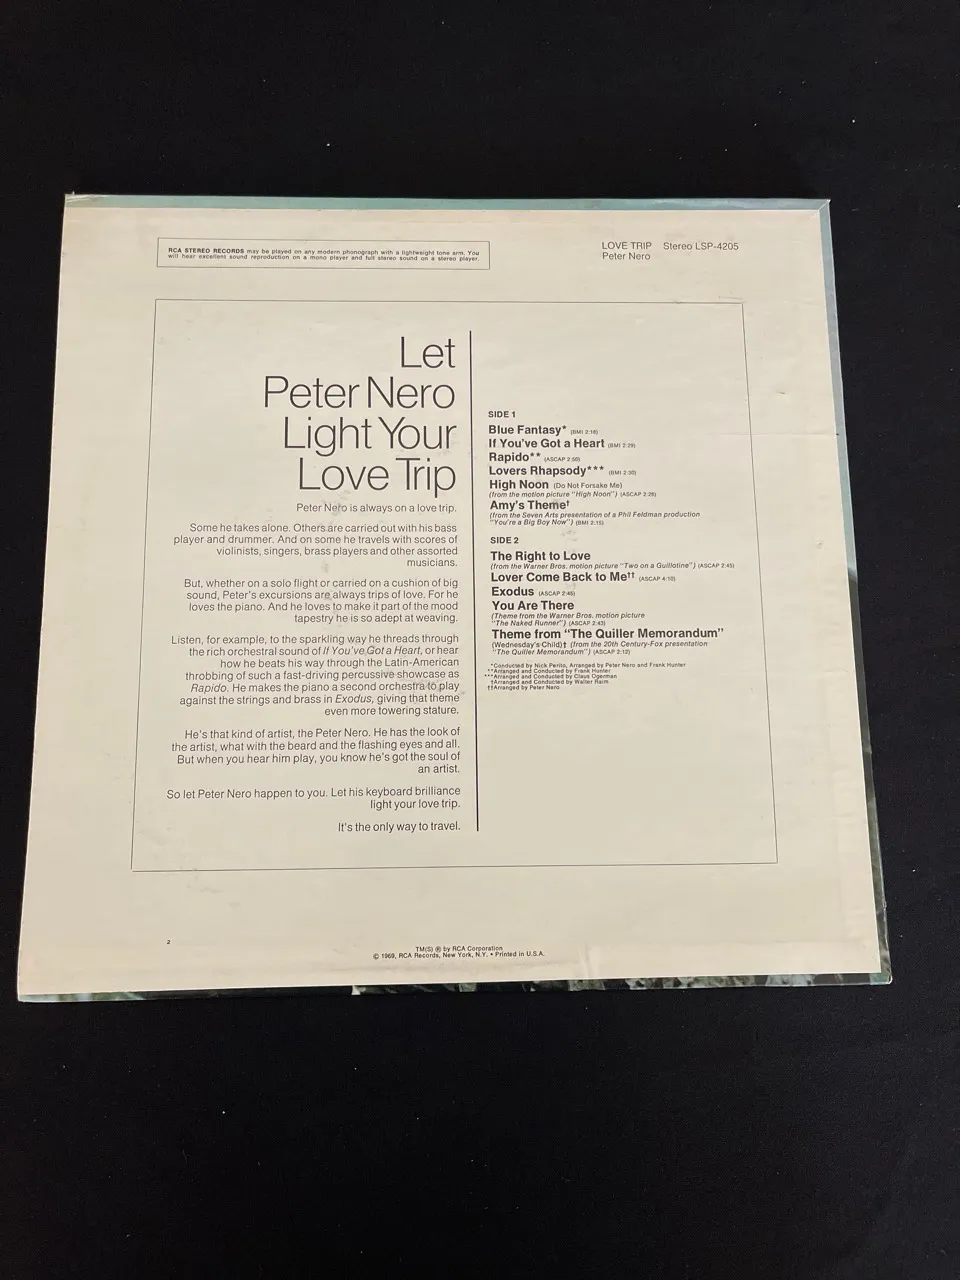 RCA STEREO RECORDS may be played on any modern phonograph with a lightweight tone arm. You
will hear excellent sound reproduction on a mono player and full stereo sound on a stereo player.
LOVE TRIP Stereo LSP-4205
Peter Nero
Let
Peter Nero
Light Your
Love Trip
Peter Nero is always on a love trip.
Some he takes alone. Others are carried out with his bass
player and drummer. And on some he travels with scores of
violinists, singers, brass players and other assorted
musicians.
But, whether on a solo flight or carried on a cushion of big
sound, Peter's excursions are always trips of love. For he
loves the piano. And he loves to make it part of the mood
tapestry he is so adept at weaving.
Listen, for example, to the sparkling way he threads through
the rich orchestral sound of If You've Got a Heart, or hear
how he beats his way through the Latin-American
throbbing of such a fast-driving percussive showcase as
Rapido. He makes the piano a second orchestra to play
against the strings and brass in Exodus, giving that theme
even more towering stature.
He's that kind of artist, the Peter Nero. He has the look of
the artist, what with the beard and the flashing eyes and all.
But when you hear him play, you know he's got the soul of
an artist.
So let Peter Nero happen to you. Let his keyboard brilliance
light your love trip.
It's the only way to travel.
SIDE 1
Blue Fantasy* (BMI 2:18)
If You've Got a Heart (BMI 2:29)
Rapido** (ASCAP 2:50)
Lovers Rhapsody*** (BMI 2:30)
High Noon (Do Not Forsake Me)
(from the motion picture "High Noon") (ASCAP 2:28)
Amy's Theme†
(from the Seven Arts presentation of a Phil Feldman production
"You're a Big Boy Now") (BMI 2:15)
SIDE 2
The Right to Love
(from the Warner Bros. motion picture "Two on a Guillotine") (ASCAP 2:45)
Lover Come Back to Me†† (ASCAP 4:10)
Exodus (ASCAP 2:45)
You Are There
(Theme from the Warner Bros. motion picture
"The Naked Runner") (ASCAP 2:43)
Theme from "The Quiller Memorandum"
(Wednesday's Child)† (from the 20th Century-Fox presentation
"The Quiller Memorandum") (ASCAP 2:12)
*Conducted by Nick Perito, Arranged by Peter Nero and Frank Hunter
**Arranged and Conducted by Frank Hunter
***Arranged and Conducted by Claus Ogerman
†Arranged and Conducted by Walter Raim
††Arranged by Peter Nero
2
TM(S) ® by RCA Corporation
© 1969, RCA Records, New York, N.Y. • Printed in U.S.A.